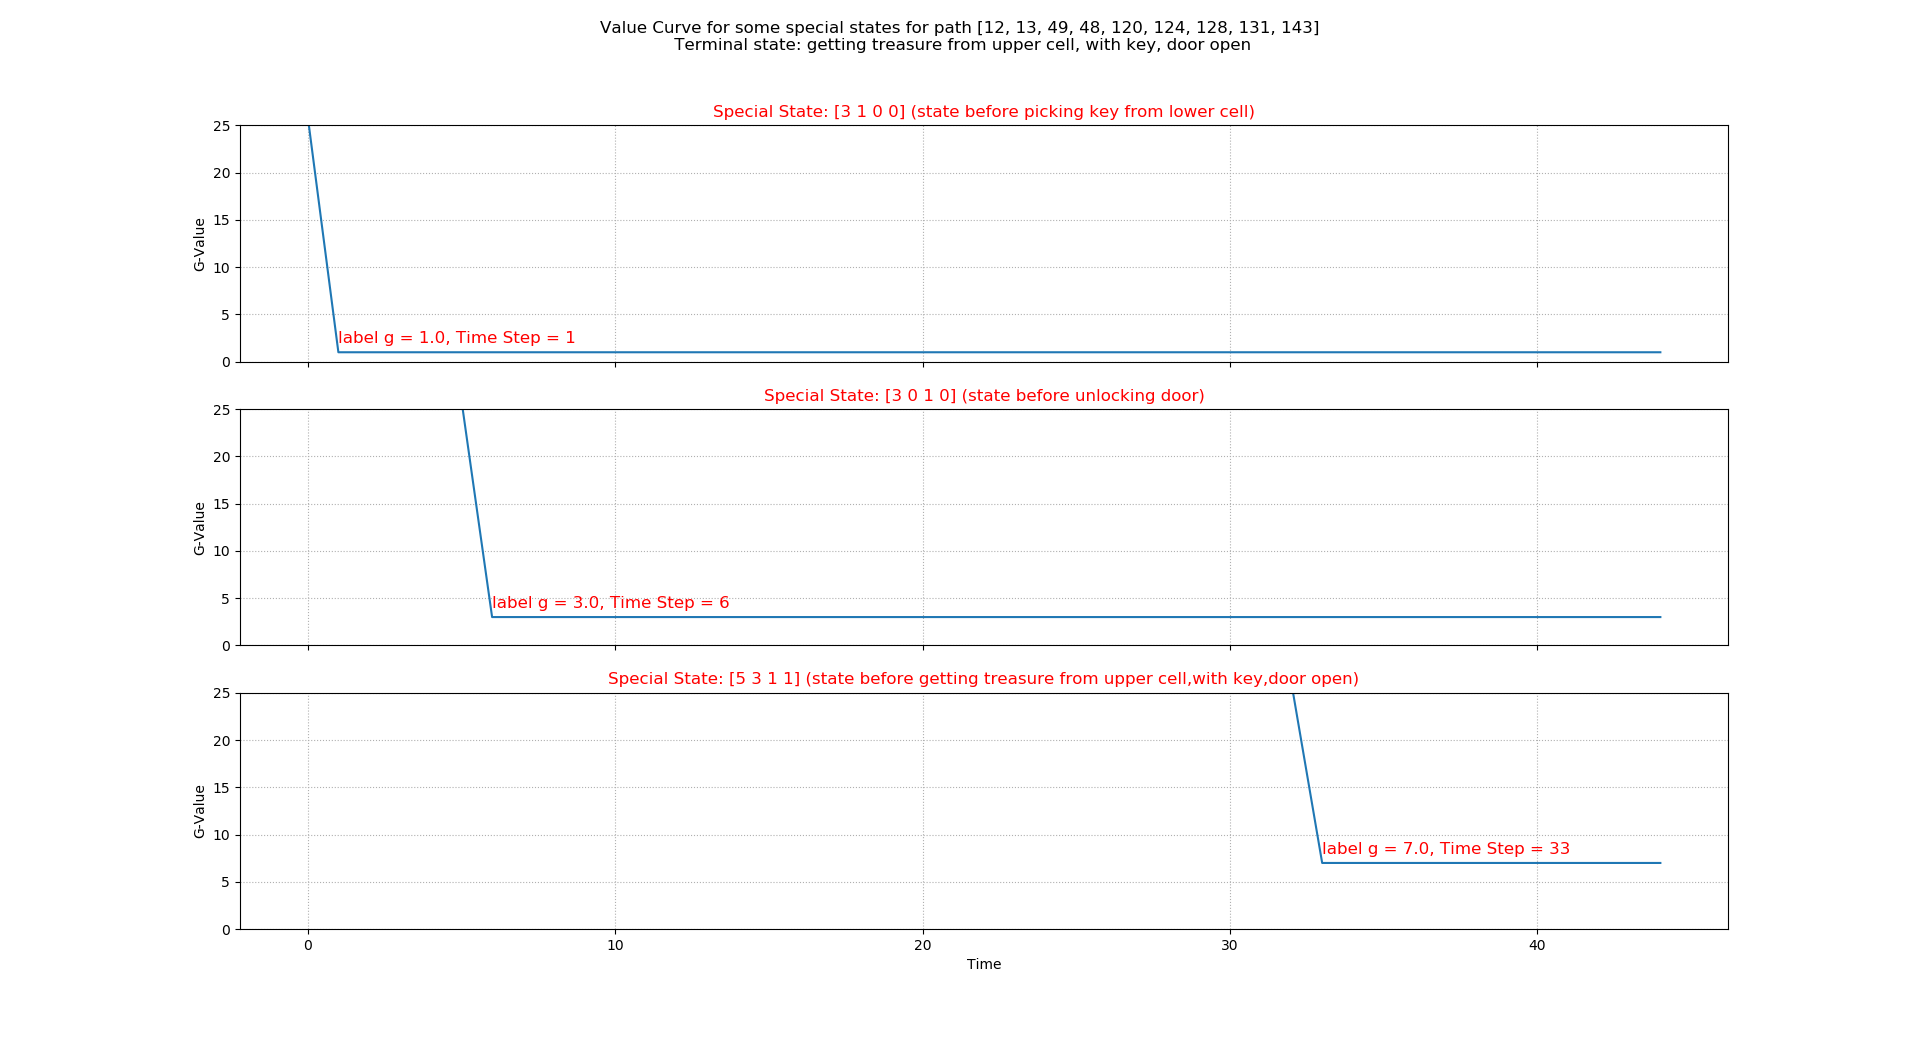 Value Curve for some special states for path [12, 13, 49, 48, 120, 124, 128, 131, 143]
Terminal state: getting treasure from upper cell, with key, door open
Special State: [3 1 0 0] (state before picking key from lower cell)
25
20
15
10
5
0
G-Value
label g = 1.0, Time Step = 1
Special State: [3 0 1 0] (state before unlocking door)
25
20
15
10
5
0
G-Value
label g = 3.0, Time Step = 6
Special State: [5 3 1 1] (state before getting treasure from upper cell,with key,door open)
25
20
15
10
5
0
G-Value
label g = 7.0, Time Step = 33
0 10 20 30 40
Time